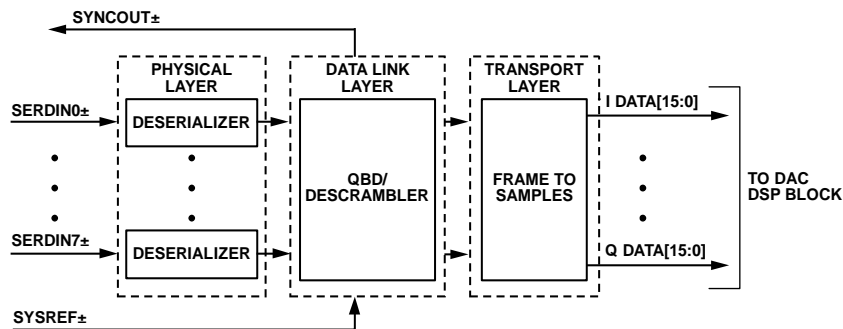 SYNCOUT±
PHYSICAL
LAYER
DATA LINK
LAYER
TRANSPORT
LAYER
SERDIN0±
DESERIALIZER
I DATA[15:0]
QBD/
DESCRAMBLER
FRAME TO
SAMPLES
TO DAC
DSP BLOCK
SERDIN7±
DESERIALIZER
Q DATA[15:0]
SYSREF±